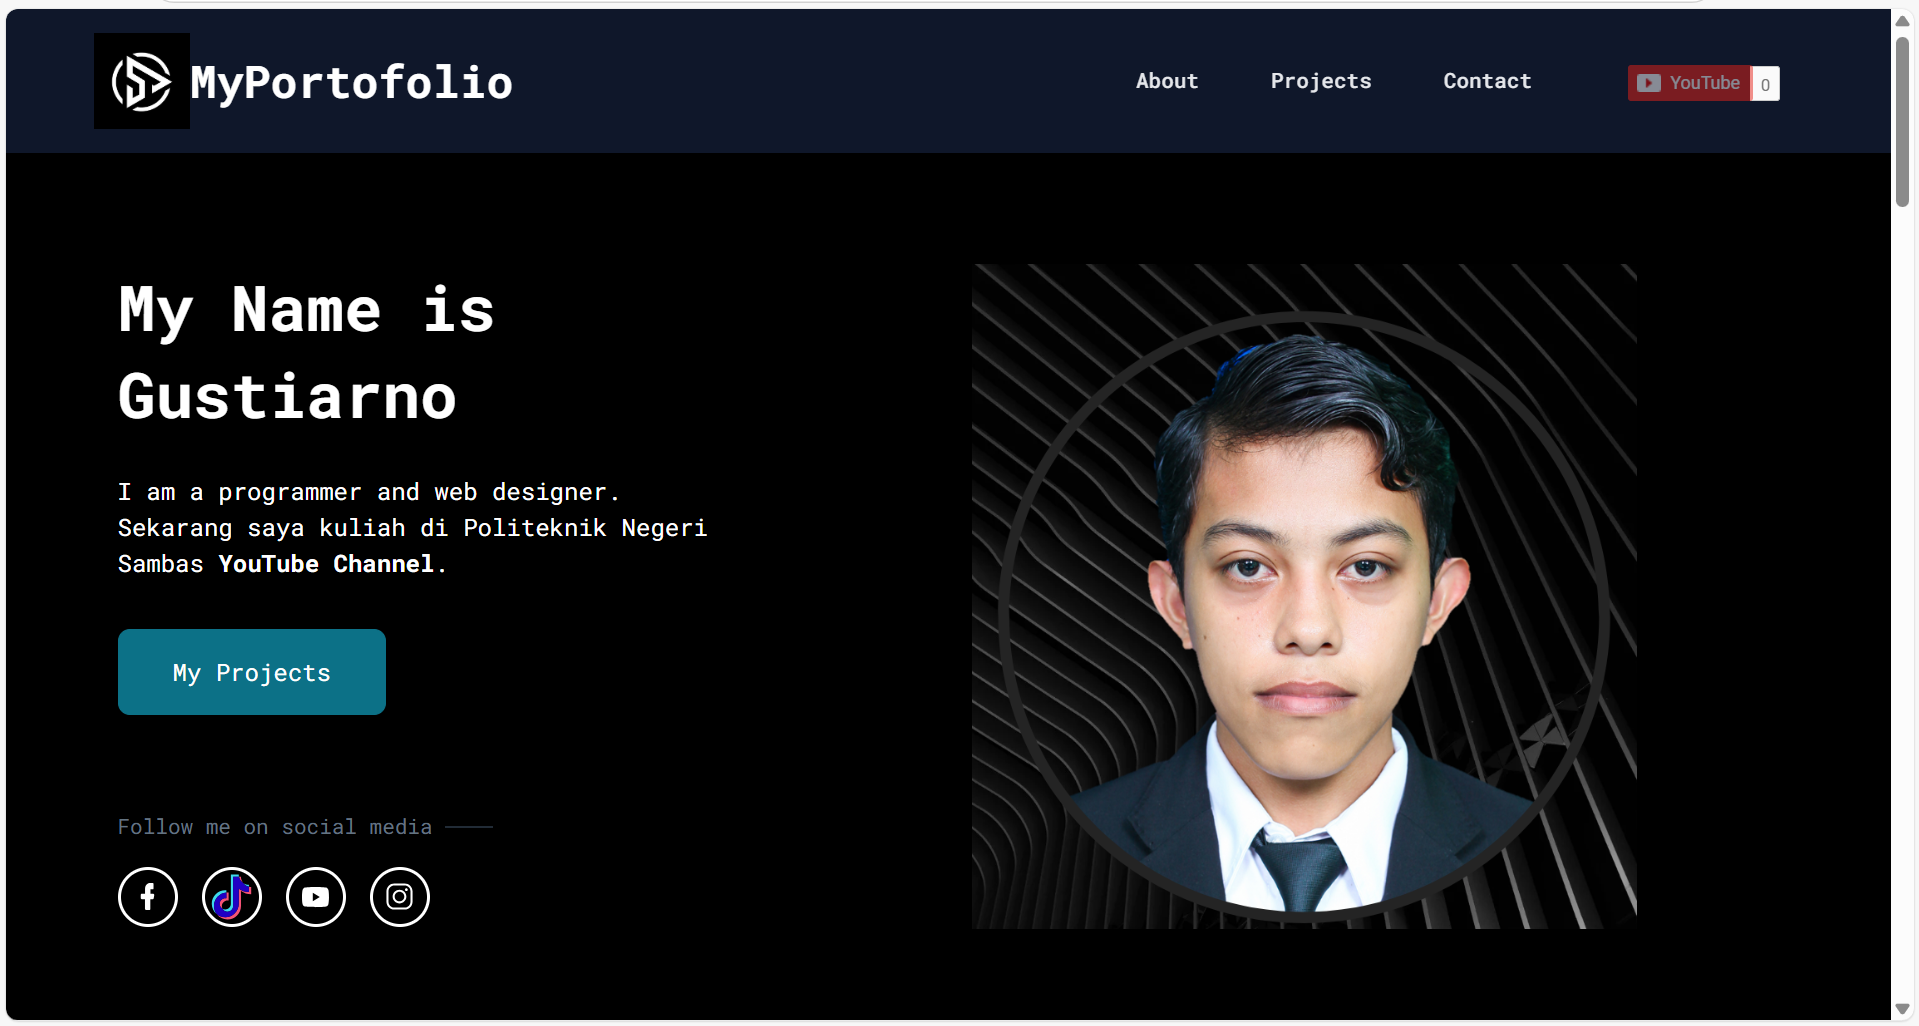 MyPortofolio
About
Projects
Contact
YouTube
0
My Name is
Gustiarno
I am a programmer and web designer.
Sekarang saya kuliah di Politeknik Negeri
Sambas YouTube Channel.
My Projects
Follow me on social media